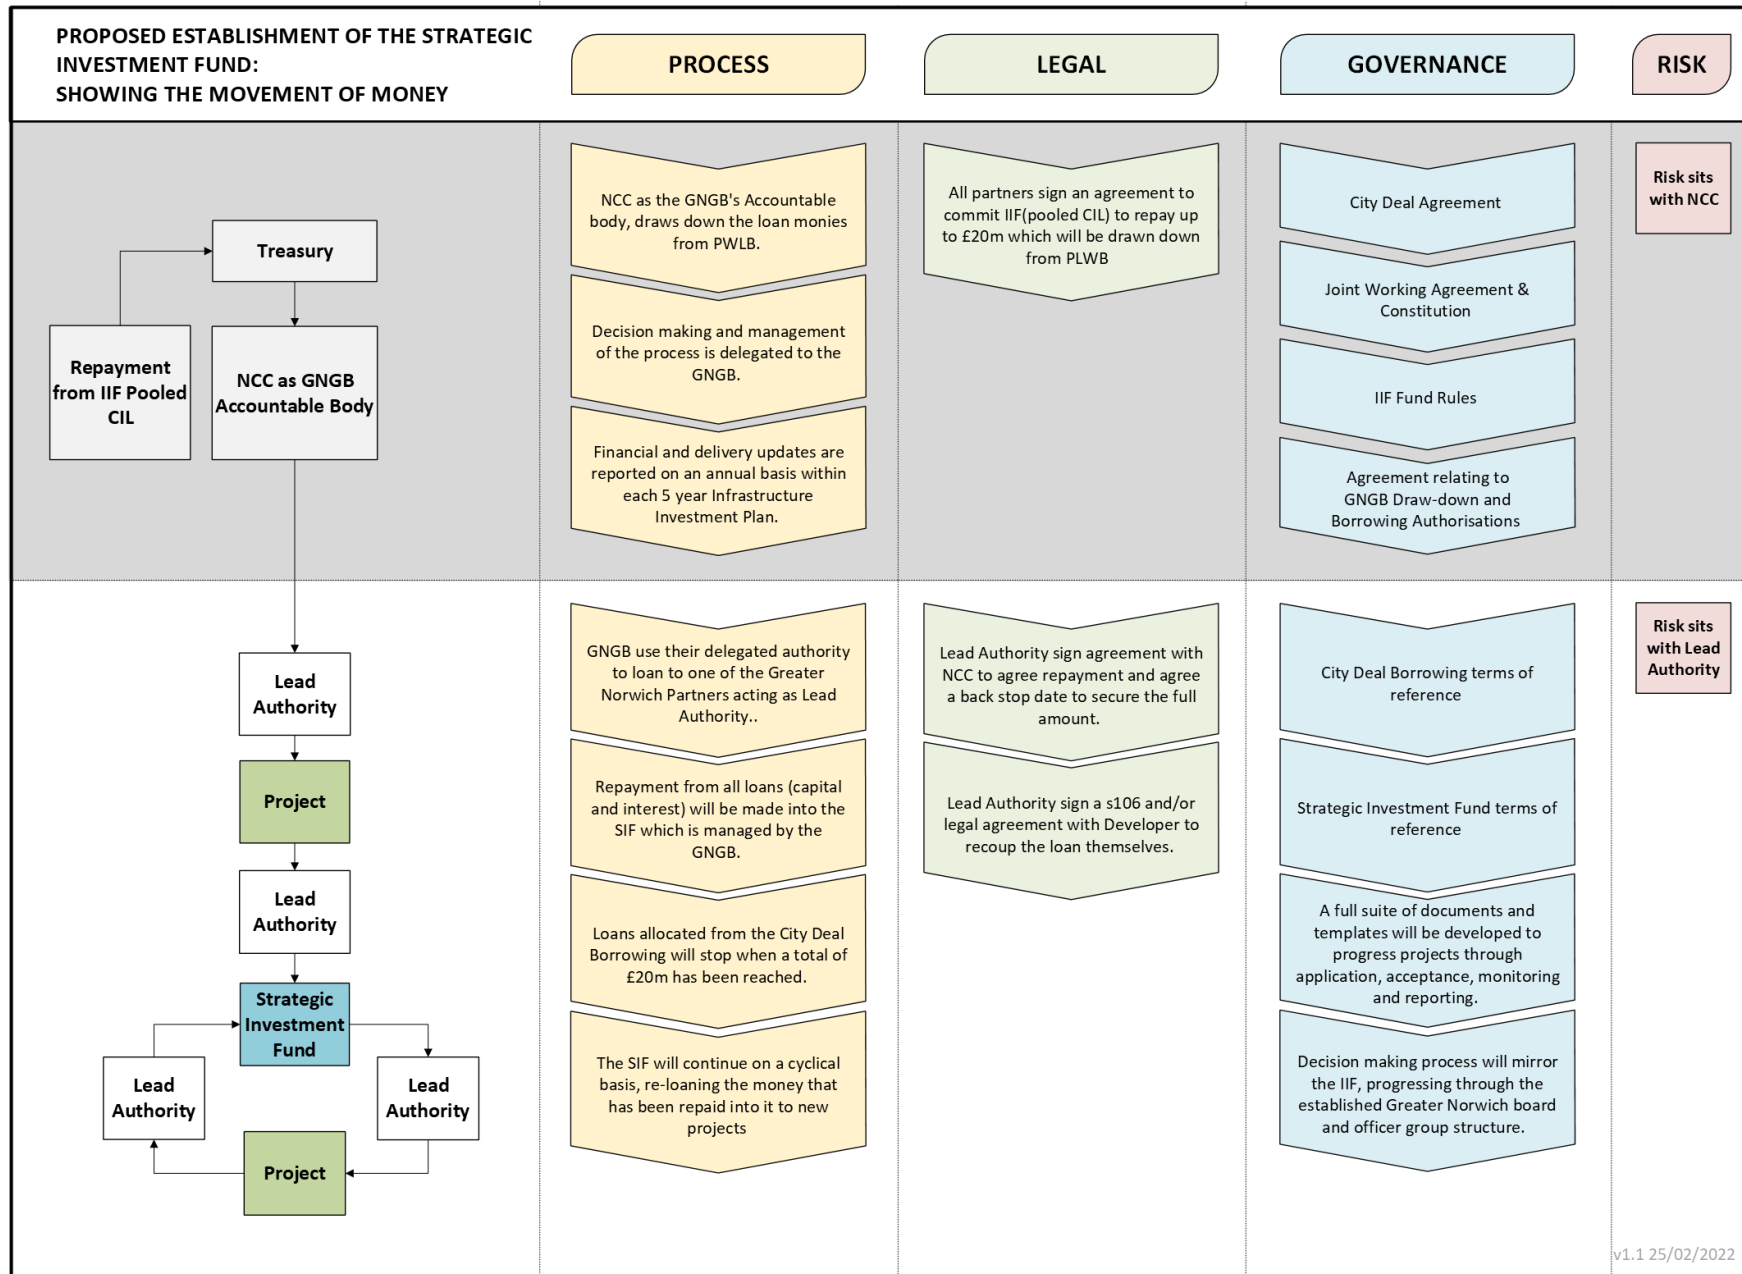 PROPOSED ESTABLISHMENT OF THE STRATEGIC
INVESTMENT FUND:
SHOWING THE MOVEMENT OF MONEY
PROCESS
LEGAL
GOVERNANCE
RISK
Treasury
Repayment
from IIF Pooled
CIL
NCC as GNGB
Accountable Body
NCC as the GNGB's Accountable
body, draws down the loan monies
from PWLB.
Decision making and management
of the process is delegated to the
GNGB.
Financial and delivery updates are
reported on an annual basis within
each 5 year Infrastructure
Investment Plan.
All partners sign an agreement to
commit IIF(pooled CIL) to repay up
to £20m which will be drawn down
from PLWB
City Deal Agreement
Joint Working Agreement &
Constitution
IIF Fund Rules
Agreement relating to
GNGB Draw-down and
Borrowing Authorisations
Risk sits
with NCC
Lead
Authority
Project
Lead
Authority
Strategic
Investment
Fund
Lead
Authority
Lead
Authority
Project
GNGB use their delegated authority
to loan to one of the Greater
Norwich Partners acting as Lead
Authority..
Repayment from all loans (capital
and interest) will be made into the
SIF which is managed by the
GNGB.
Loans allocated from the City Deal
Borrowing will stop when a total of
£20m has been reached.
The SIF will continue on a cyclical
basis, re-loaning the money that
has been repaid into it to new
projects
Lead Authority sign agreement with
NCC to agree repayment and agree
a back stop date to secure the full
amount.
Lead Authority sign a s106 and/or
legal agreement with Developer to
recoup the loan themselves.
City Deal Borrowing terms of
reference
Strategic Investment Fund terms of
reference
A full suite of documents and
templates will be developed to
progress projects through
application, acceptance, monitoring
and reporting.
Decision making process will mirror
the IIF, progressing through the
established Greater Norwich board
and officer group structure.
Risk sits
with Lead
Authority
v1.1 25/02/2022